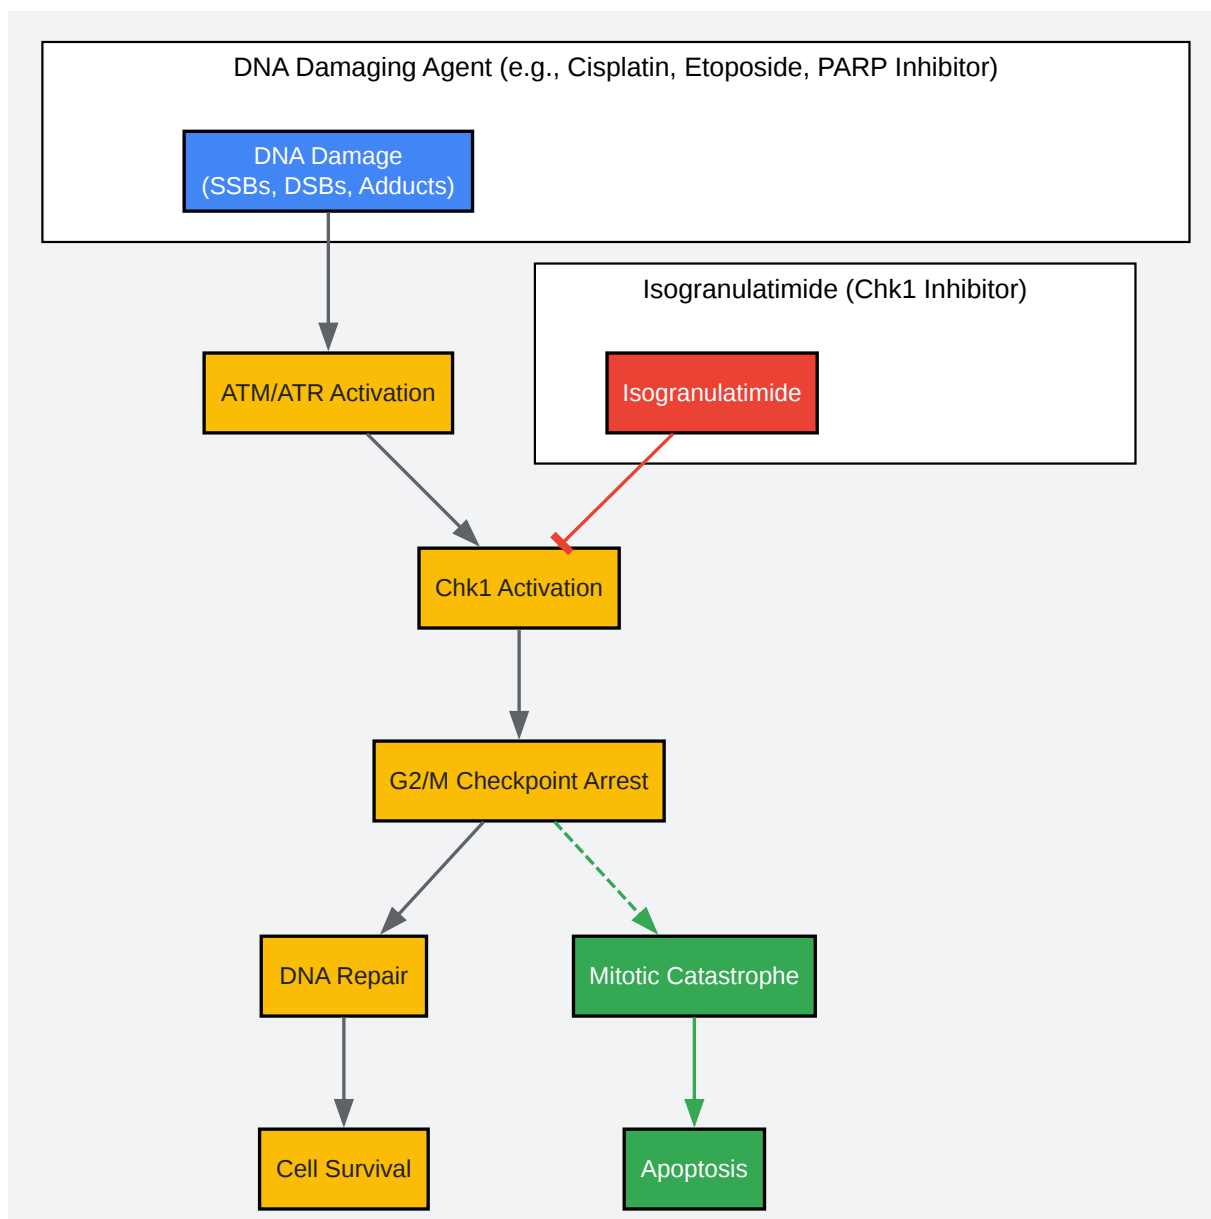 DNA Damaging Agent (e.g., Cisplatin, Etoposide, PARP Inhibitor)
DNA Damage
(SSBs, DSBs, Adducts)
Isogranulatimide (Chk1 Inhibitor)
ATM/ATR Activation
Isogranulatimide
Chk1 Activation
G2/M Checkpoint Arrest
DNA Repair
Mitotic Catastrophe
Cell Survival
Apoptosis